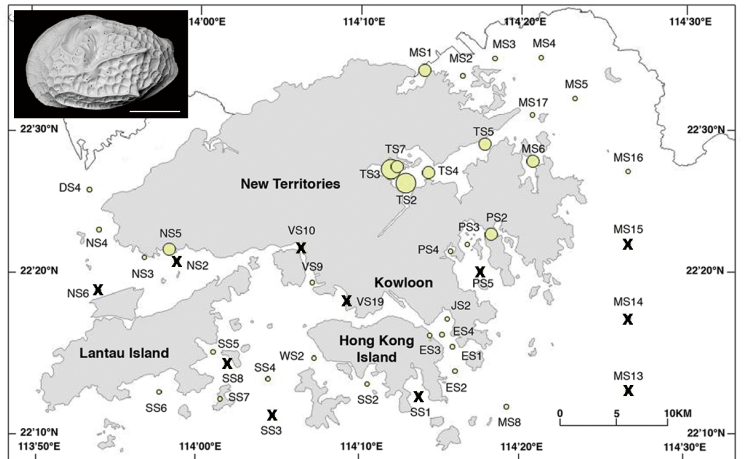 114'00"E 114'10"E 114'20"E 114'30"E
MS1 MS2 MS3 MS4
MS5
MS17
22'30"N 22'30"N
TS5
TS7 MS6
TS3 TS4 MS16
DS4 New Territories
TS2
PS2
NS4 NS5 VS10 PS3 MS15
PS4
NS3 NS2
22'20"N VS9 PS5 22'20"N
Kowloon
NS6 VS19 MS14
JS2
Hong Kong
Island
ES4
Lantau Island SS5 ES3 ES1
WS2
SS8 SS4 MS13
ES2
SS6 SS7 SS2 SS1
0 5 10KM
SS3 MS8
22'10"N 22'10"N
113'50"E 114'00"E 114'10"E 114'20"E 114'30"E